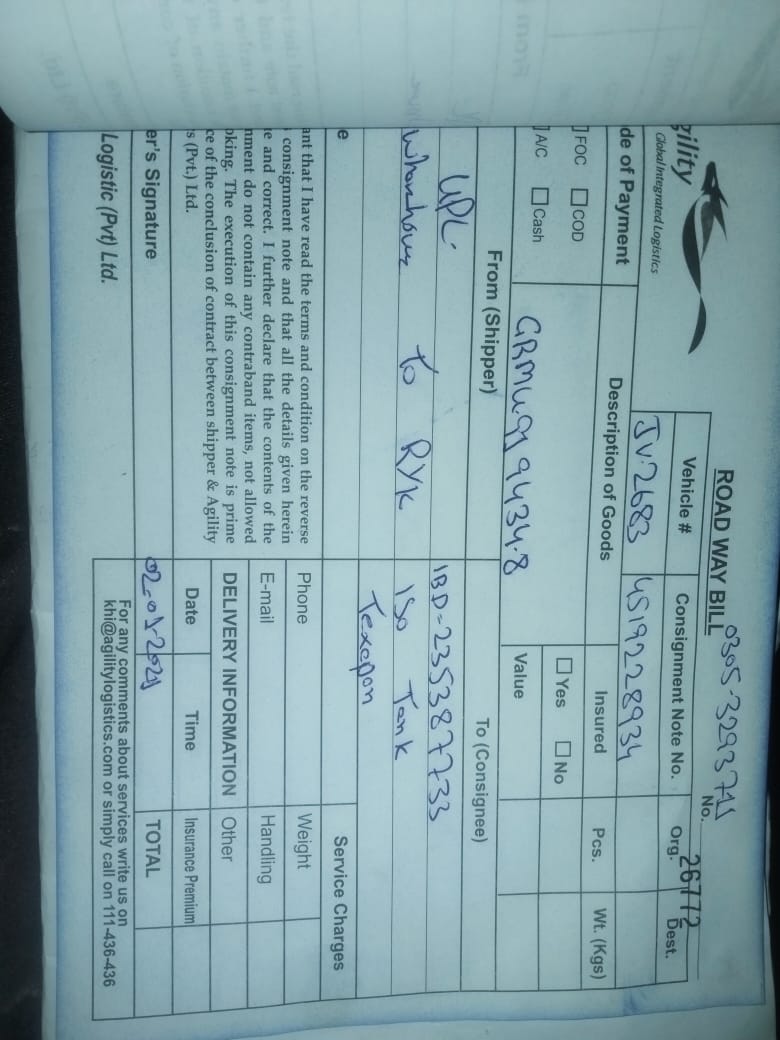 ROAD WAY BILL 0305-3293711
No. 26772
gility
Global Integrated Logistics
Vehicle # Consignment Note No. Org. Dest.
JV-2683 4519228934
de of Payment Description of Goods Insured Pcs. Wt. (Kgs)
FOC COD Yes No
A/C Cash Value
GRMU-919434-8
From (Shipper) To (Consignee)
UPL IBD-235387733
to RYK ISO Tank
Texapon
e Service Charges
ant that I have read the terms and condition on the reverse
consignment note and that all the details given herein
e and correct. I further declare that the contents of the
nment do not contain any contraband items, not allowed
oking. The execution of this consignment note is prime
ce of the conclusion of contract between shipper & Agility
s (Pvt.) Ltd.
Phone Weight
E-mail Handling
DELIVERY INFORMATION Other
Date Time Insurance Premium
er's Signature 02-01-2021 TOTAL
Logistic (Pvt) Ltd.
For any comments about services write us on
khi@agilitylogistics.com or simply call on 111-436-436